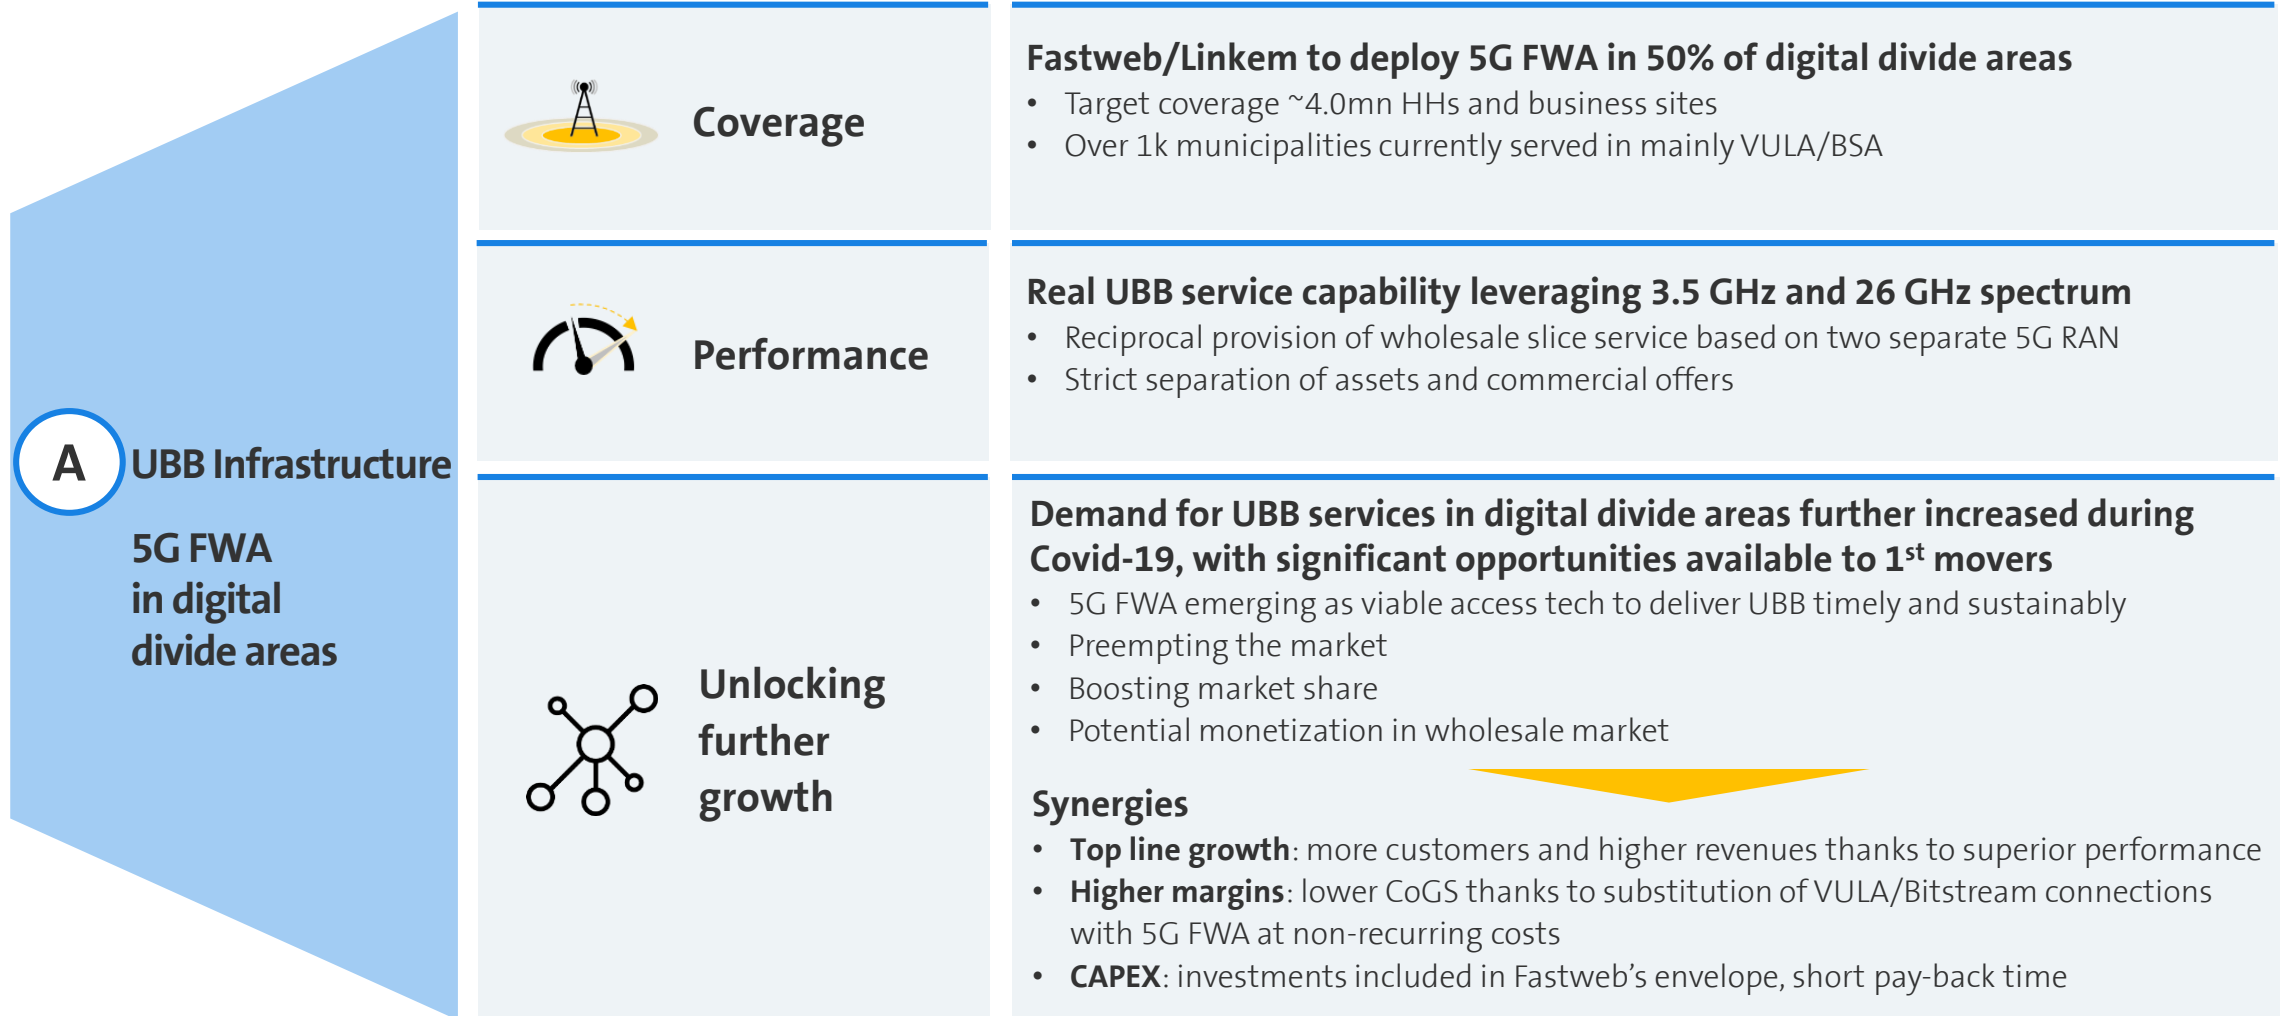 A
UBB Infrastructure
5G FWA
in digital
divide areas
Coverage
Fastweb/Linkem to deploy 5G FWA in 50% of digital divide areas
• Target coverage ~4.0mn HHs and business sites
• Over 1k municipalities currently served in mainly VULA/BSA
Performance
Real UBB service capability leveraging 3.5 GHz and 26 GHz spectrum
• Reciprocal provision of wholesale slice service based on two separate 5G RAN
• Strict separation of assets and commercial offers
Unlocking
further
growth
Demand for UBB services in digital divide areas further increased during
Covid-19, with significant opportunities available to 1st movers
• 5G FWA emerging as viable access tech to deliver UBB timely and sustainably
• Preempting the market
• Boosting market share
• Potential monetization in wholesale market
Synergies
• Top line growth: more customers and higher revenues thanks to superior performance
• Higher margins: lower CoGS thanks to substitution of VULA/Bitstream connections
with 5G FWA at non-recurring costs
• CAPEX: investments included in Fastweb’s envelope, short pay-back time